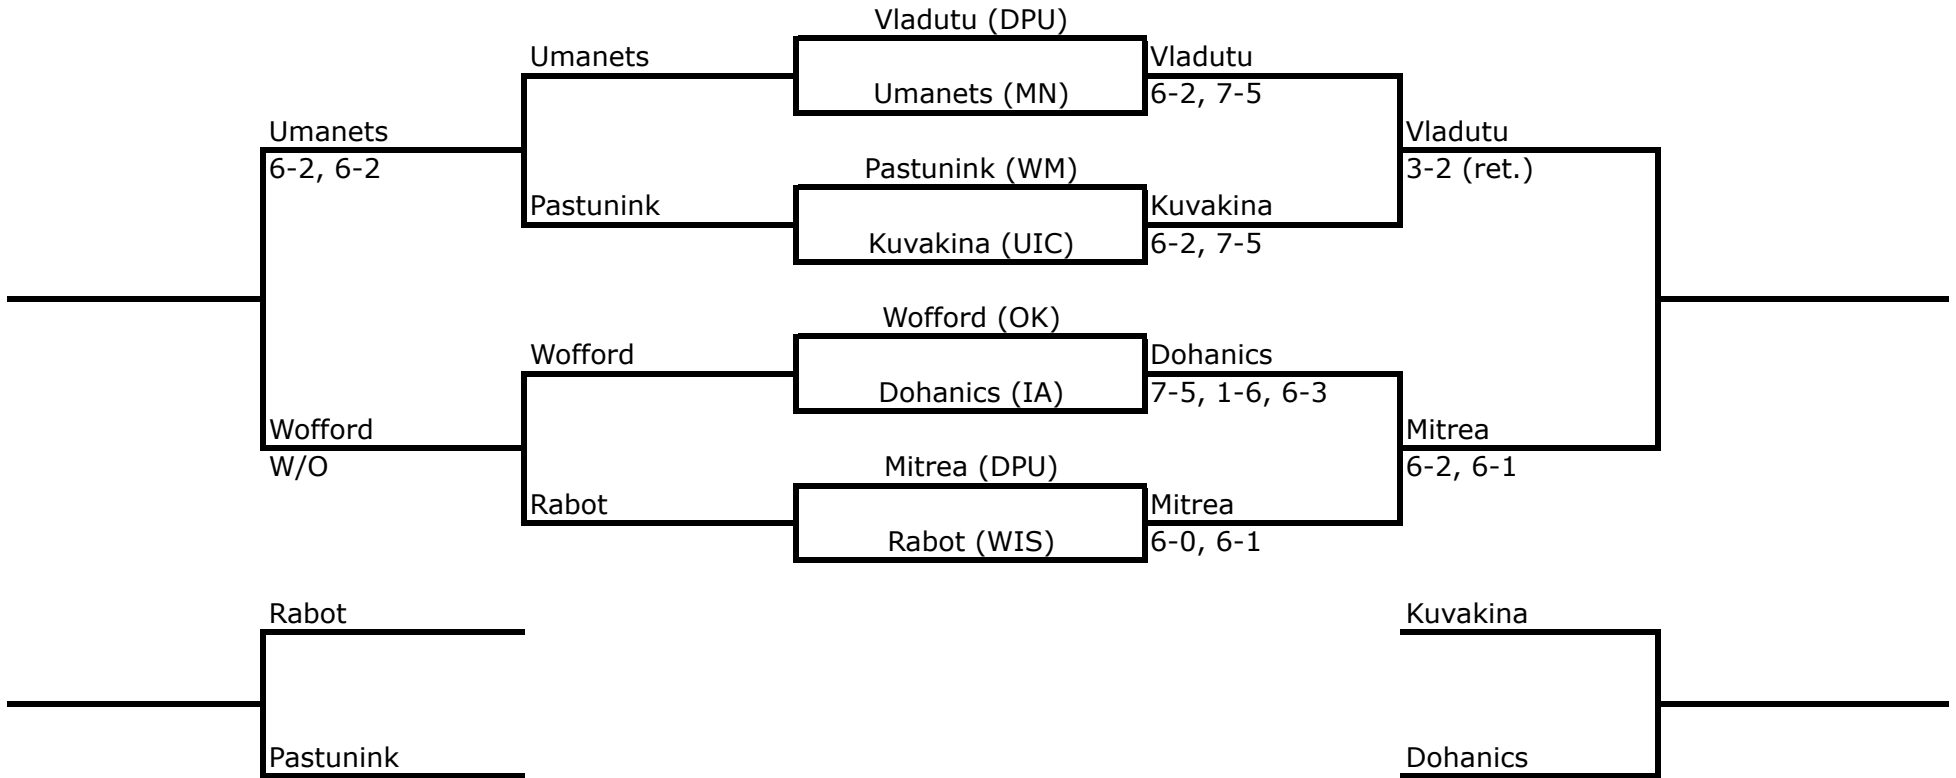 Vladutu (DPU)
Umanets
Vladutu
Umanets (MN)
6-2, 7-5
Umanets
Vladutu
6-2, 6-2
Pastunink (WM)
3-2 (ret.)
Pastunink
Kuvakina
Kuvakina (UIC)
6-2, 7-5
Wofford (OK)
Wofford
Dohanics
Dohanics (IA)
7-5, 1-6, 6-3
Wofford
Mitrea
W/O
Mitrea (DPU)
6-2, 6-1
Rabot
Mitrea
Rabot (WIS)
6-0, 6-1
Rabot
Kuvakina
Pastunink
Dohanics